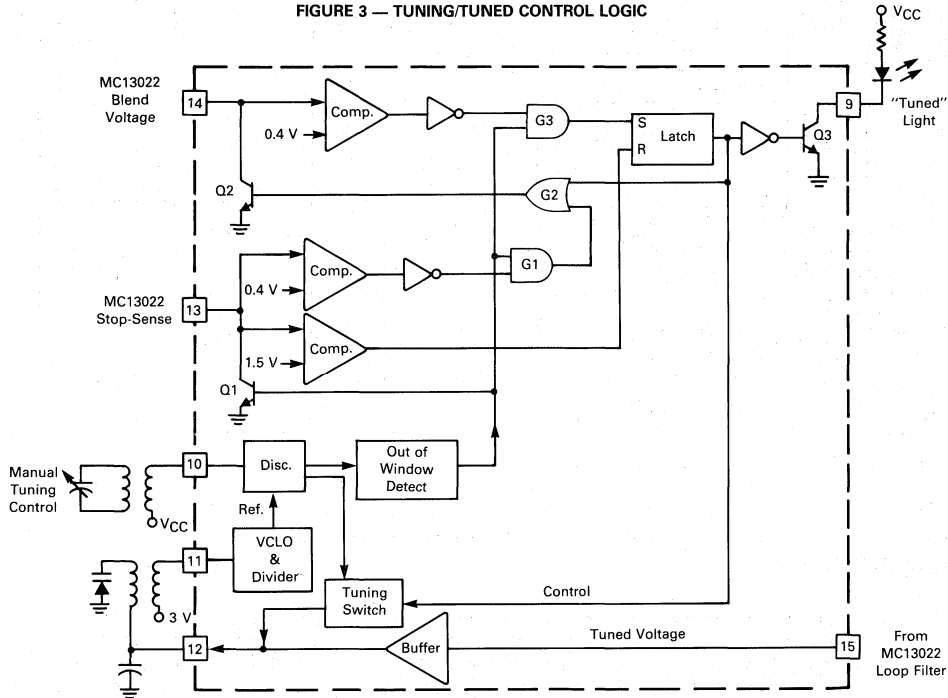 FIGURE 3 — TUNING/TUNED CONTROL LOGIC
VCC
MC13022
Blend
Voltage
14
Comp.
0.4 V
G3
S
R
Latch
9
Q3
"Tuned"
Light
Q2
G2
Comp.
0.4 V
G1
MC13022
Stop-Sense
13
Comp.
1.5 V
Q1
Manual
Tuning
Control
10
VCC
Disc.
Out of
Window
Detect
Ref.
11
VCLO
&
Divider
3 V
Tuning
Switch
Control
12
Buffer
Tuned Voltage
15
From
MC13022
Loop Filter